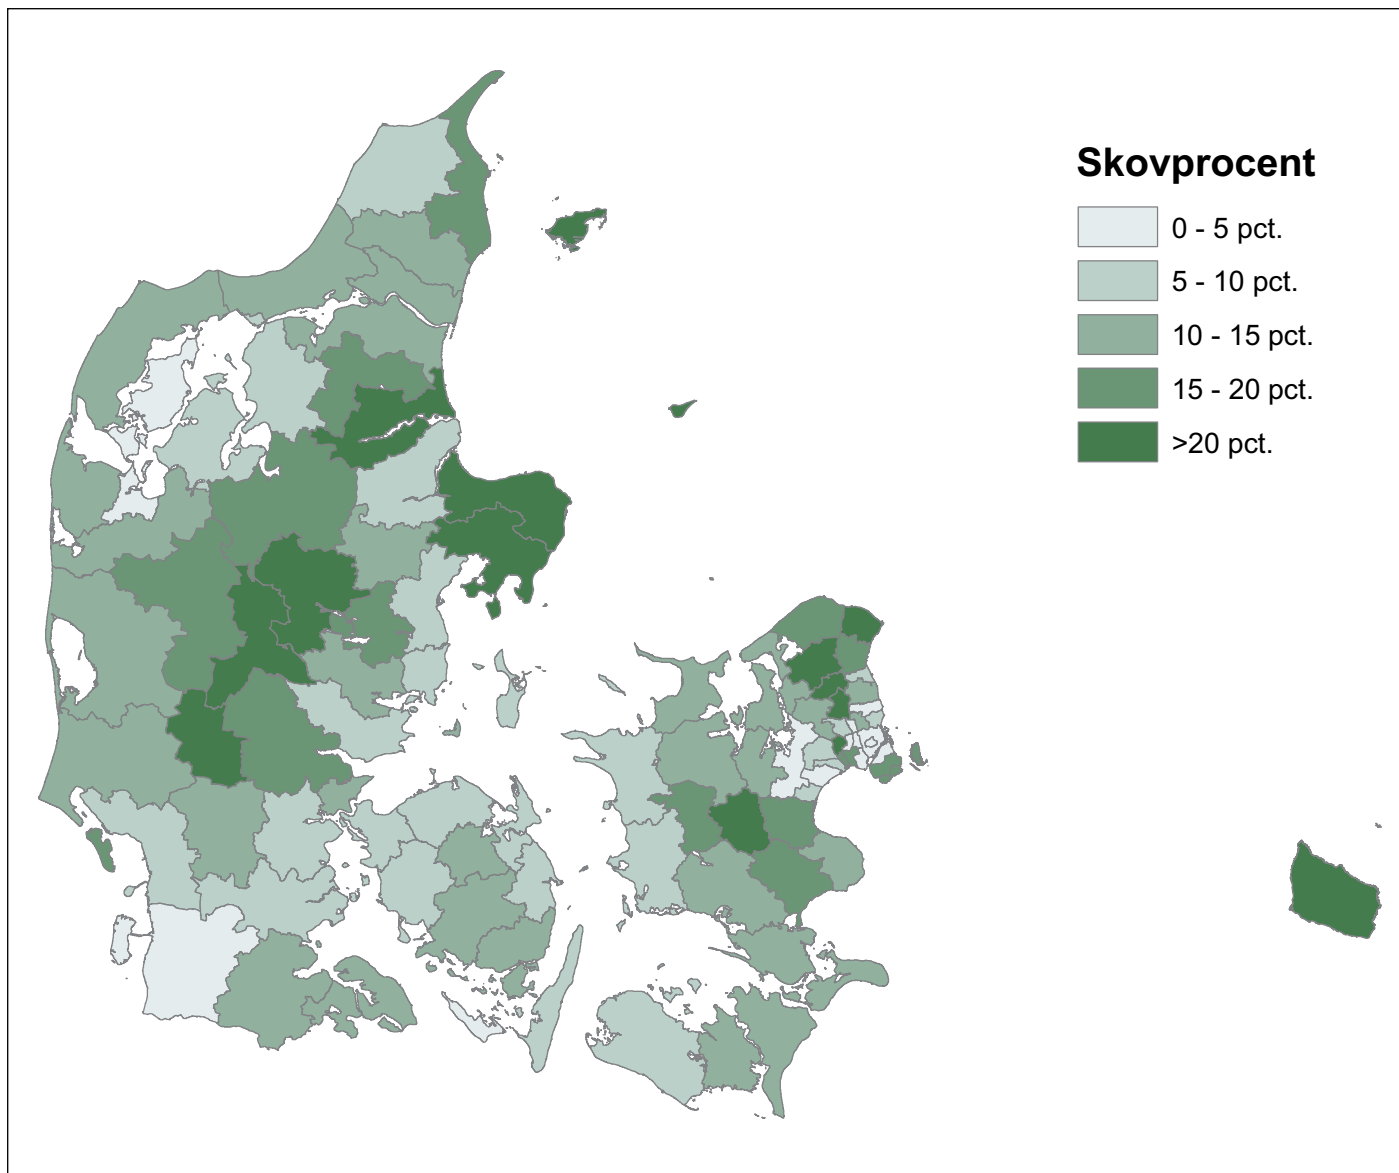 Skovprocent
0 - 5 pct.
5 - 10 pct.
10 - 15 pct.
15 - 20 pct.
>20 pct.